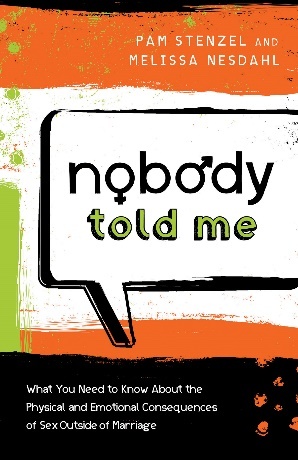 PAM STENZEL AND
MELISSA NESDAHL
nobody
told me
What You Need to Know About the
Physical and Emotional Consequences
of Sex Outside of Marriage